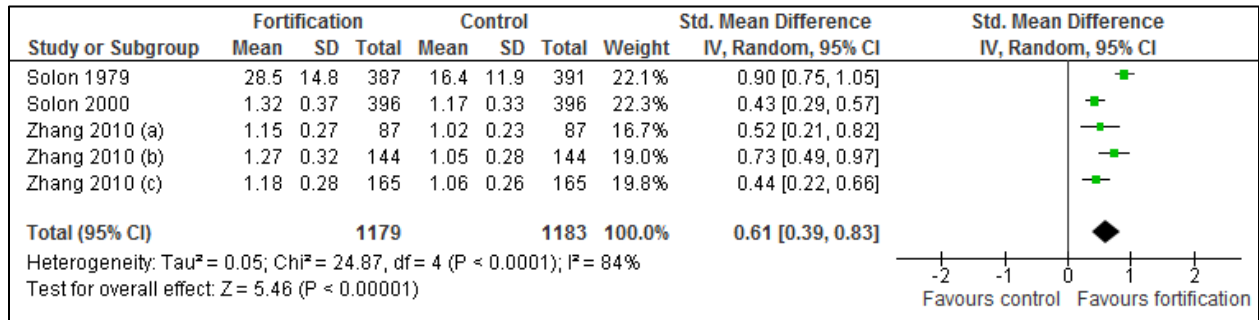 Fortification Control Std. Mean Difference Std. Mean Difference
Study or Subgroup Mean SD Total Mean SD Total Weight IV, Random, 95% CI IV, Random, 95% CI
Solon 1979 28.5 14.8 387 16.4 11.9 391 22.1% 0.90 [0.75, 1.05]
Solon 2000 1.32 0.37 396 1.17 0.33 396 22.3% 0.43 [0.29, 0.57]
Zhang 2010 (a) 1.15 0.27 87 1.02 0.23 87 16.7% 0.52 [0.21, 0.82]
Zhang 2010 (b) 1.27 0.32 144 1.05 0.28 144 19.0% 0.73 [0.49, 0.97]
Zhang 2010 (c) 1.18 0.28 165 1.06 0.26 165 19.8% 0.44 [0.22, 0.66]
Total (95% CI) 1179 1183 100.0% 0.61 [0.39, 0.83]
Heterogeneity: Tau² = 0.05; Chi² = 24.87, df = 4 (P < 0.0001); I² = 84%
Test for overall effect: Z = 5.46 (P < 0.00001)
-2 -1 0 1 2
Favours control Favours fortification